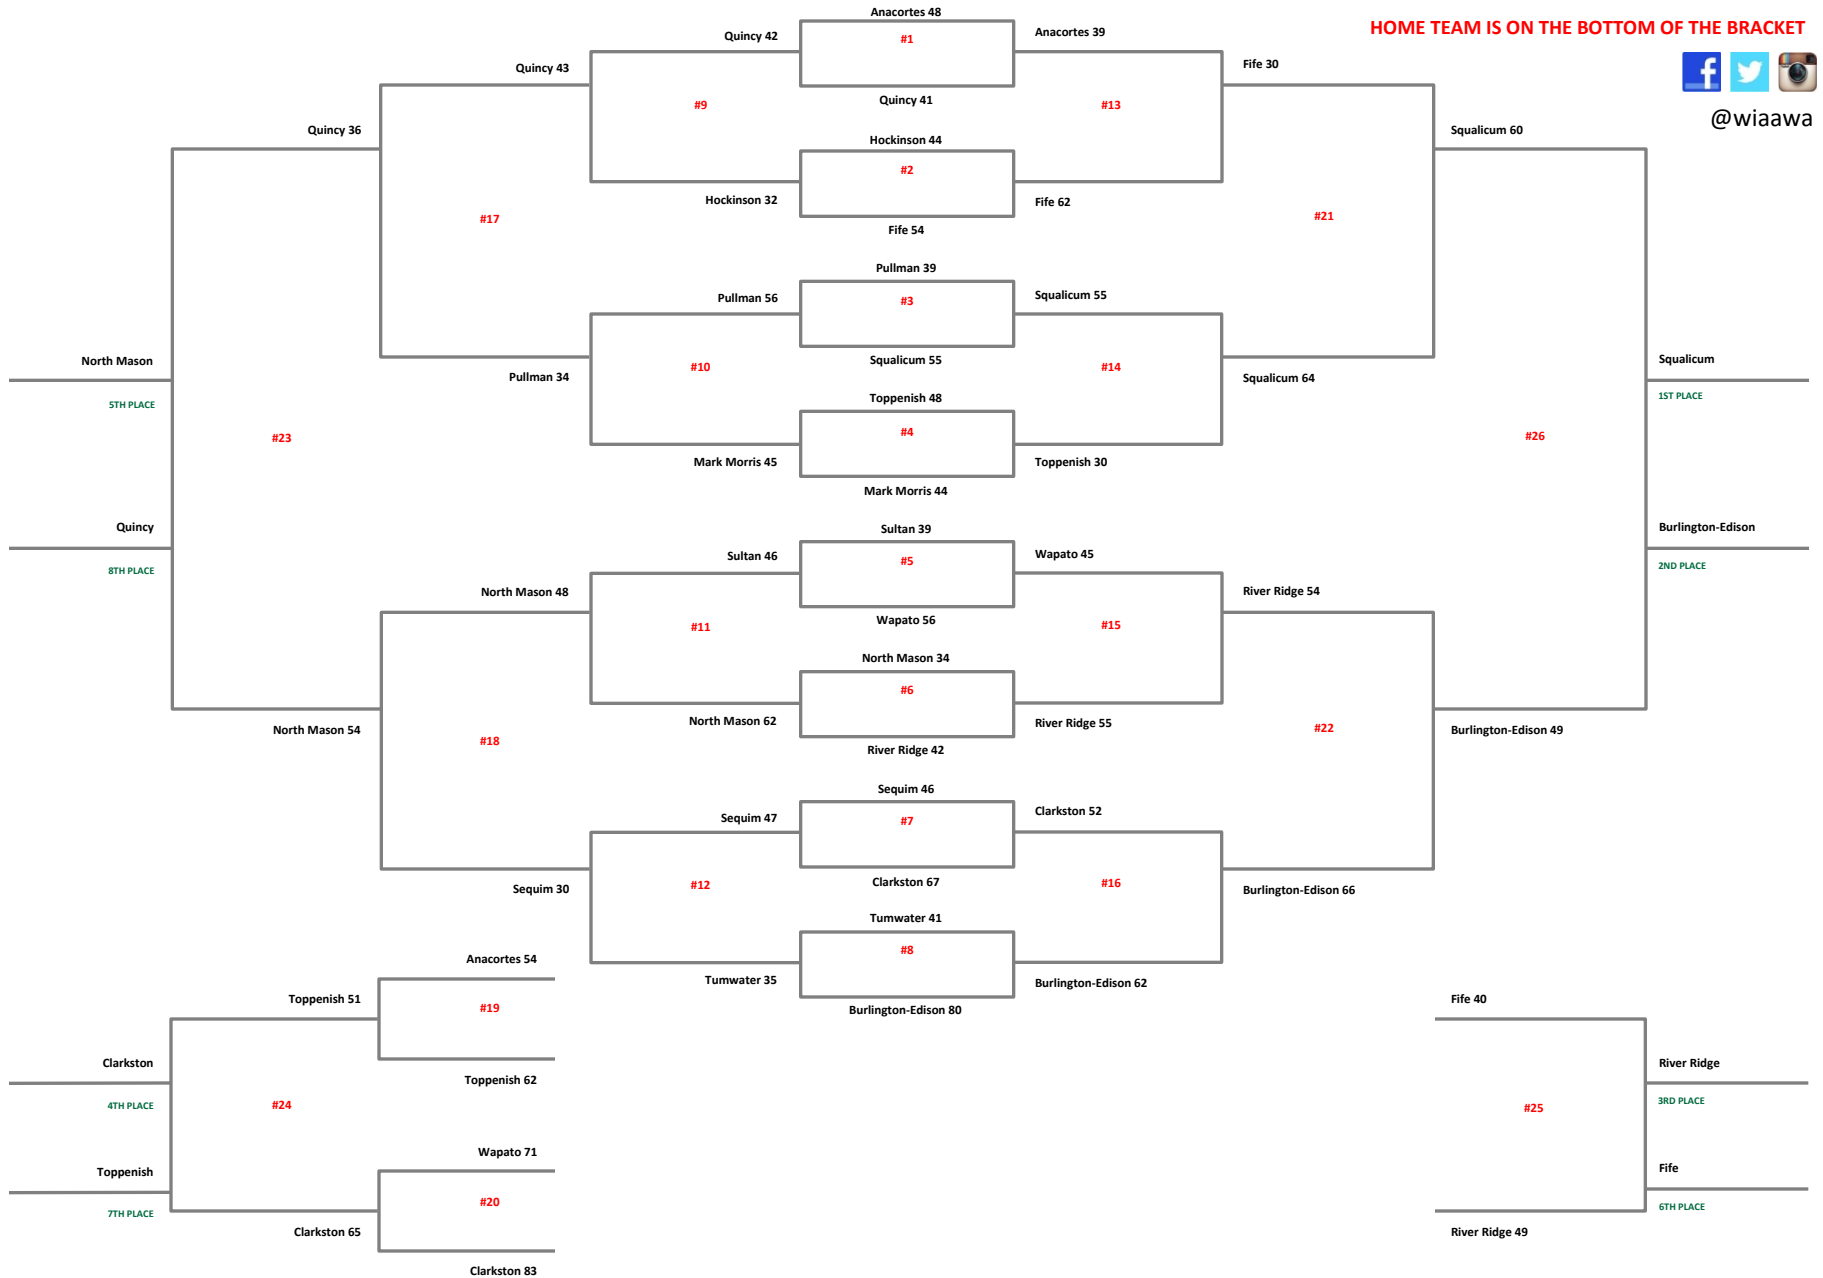 Anacortes 48
HOME TEAM IS ON THE BOTTOM OF THE BRACKET
Quincy 42
#1
Anacortes 39
Quincy 43
Fife 30
Quincy 41
#9
#13
@wiaawa
Quincy 36
Hockinson 44
Squalicum 60
#2
Hockinson 32
Fife 62
#17
#21
Fife 54
Pullman 39
Pullman 56
#3
Squalicum 55
North Mason
Squalicum 55
Squalicum
#10
#14
Pullman 34
Squalicum 64
5TH PLACE
1ST PLACE
Toppenish 48
#23
#4
#26
Mark Morris 45
Toppenish 30
Mark Morris 44
Quincy
Sultan 39
Burlington-Edison
Sultan 46
#5
Wapato 45
8TH PLACE
2ND PLACE
North Mason 48
River Ridge 54
Wapato 56
#11
#15
North Mason 34
#6
North Mason 62
River Ridge 55
North Mason 54
#18
#22
Burlington-Edison 49
River Ridge 42
Sequim 46
Sequim 47
#7
Clarkston 52
Sequim 30
#12
Clarkston 67
#16
Burlington-Edison 66
Tumwater 41
#8
Anacortes 54
Tumwater 35
Burlington-Edison 62
Toppenish 51
#19
Burlington-Edison 80
Fife 40
Clarkston
River Ridge
Toppenish 62
4TH PLACE
#24
#25
3RD PLACE
Wapato 71
Toppenish
Fife
7TH PLACE
#20
6TH PLACE
Clarkston 65
River Ridge 49
Clarkston 83